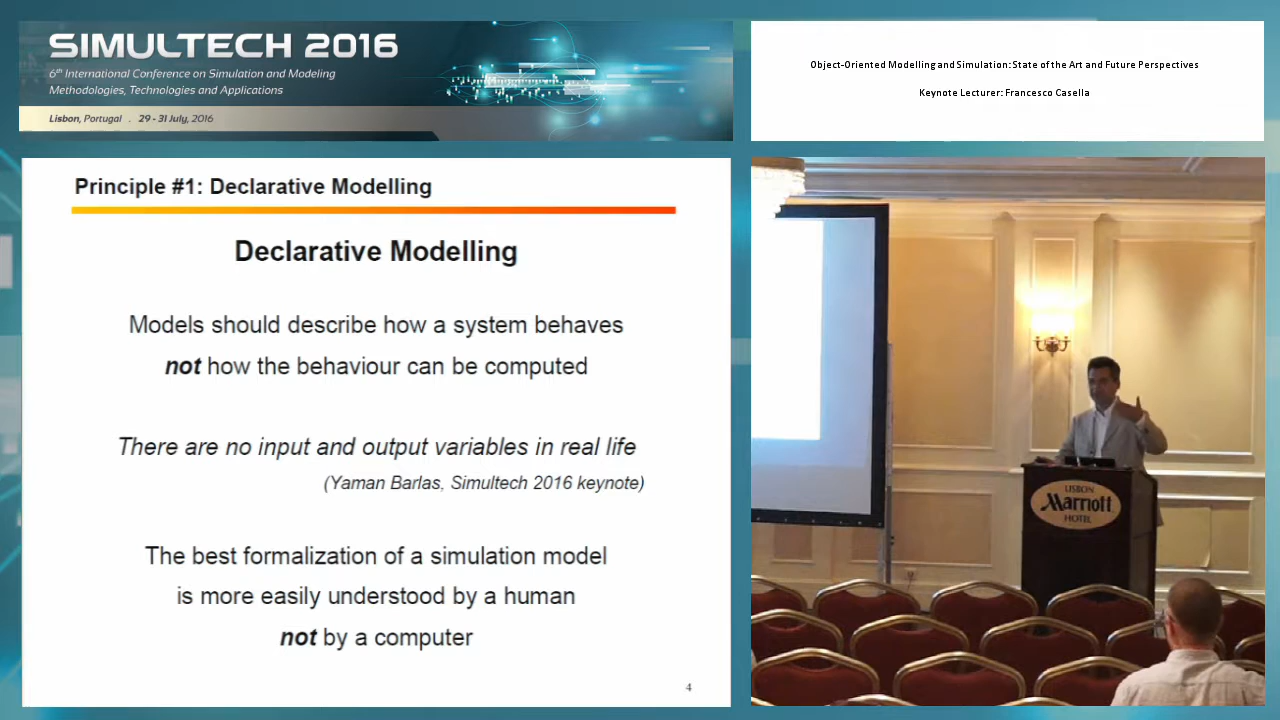 SIMULTECH 2016
6th International Conference on Simulation and Modeling
Methodologies, Technologies and Applications
Lisbon, Portugal . 29 - 31 July, 2016
Object-Oriented Modelling and Simulation: State of the Art and Future Perspectives
Keynote Lecturer: Francesco Casella
Principle #1: Declarative Modelling
Declarative Modelling
Models should describe how a system behaves
not how the behaviour can be computed
There are no input and output variables in real life
(Yaman Barlas, Simultech 2016 keynote)
The best formalization of a simulation model
is more easily understood by a human
not by a computer
4
LISBON
Marriott
HOTEL